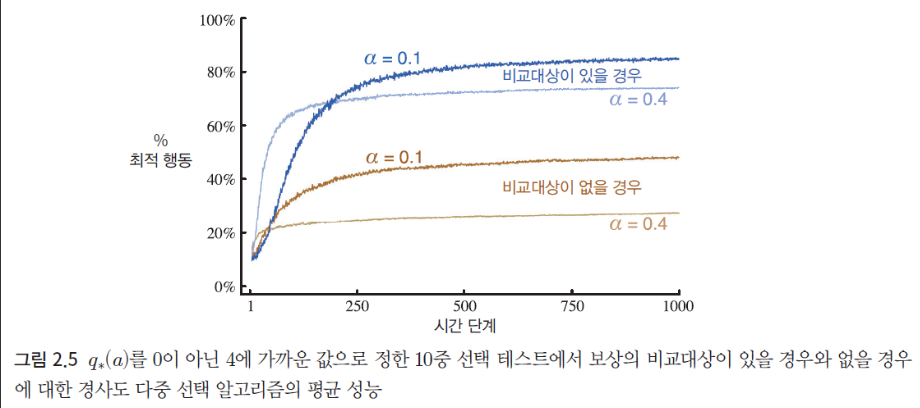 100%
80%
60%
40%
20%
0%
%
최적 행동
α = 0.1
비교대상이 있을 경우
α = 0.4
α = 0.1
비교대상이 없을 경우
α = 0.4
1
250
500
750
1000
시간 단계
그림 2.5 q*(a)를 0이 아닌 4에 가까운 값으로 정한 10중 선택 테스트에서 보상의 비교대상이 있을 경우와 없을 경우
에 대한 경사도 다중 선택 알고리즘의 평균 성능